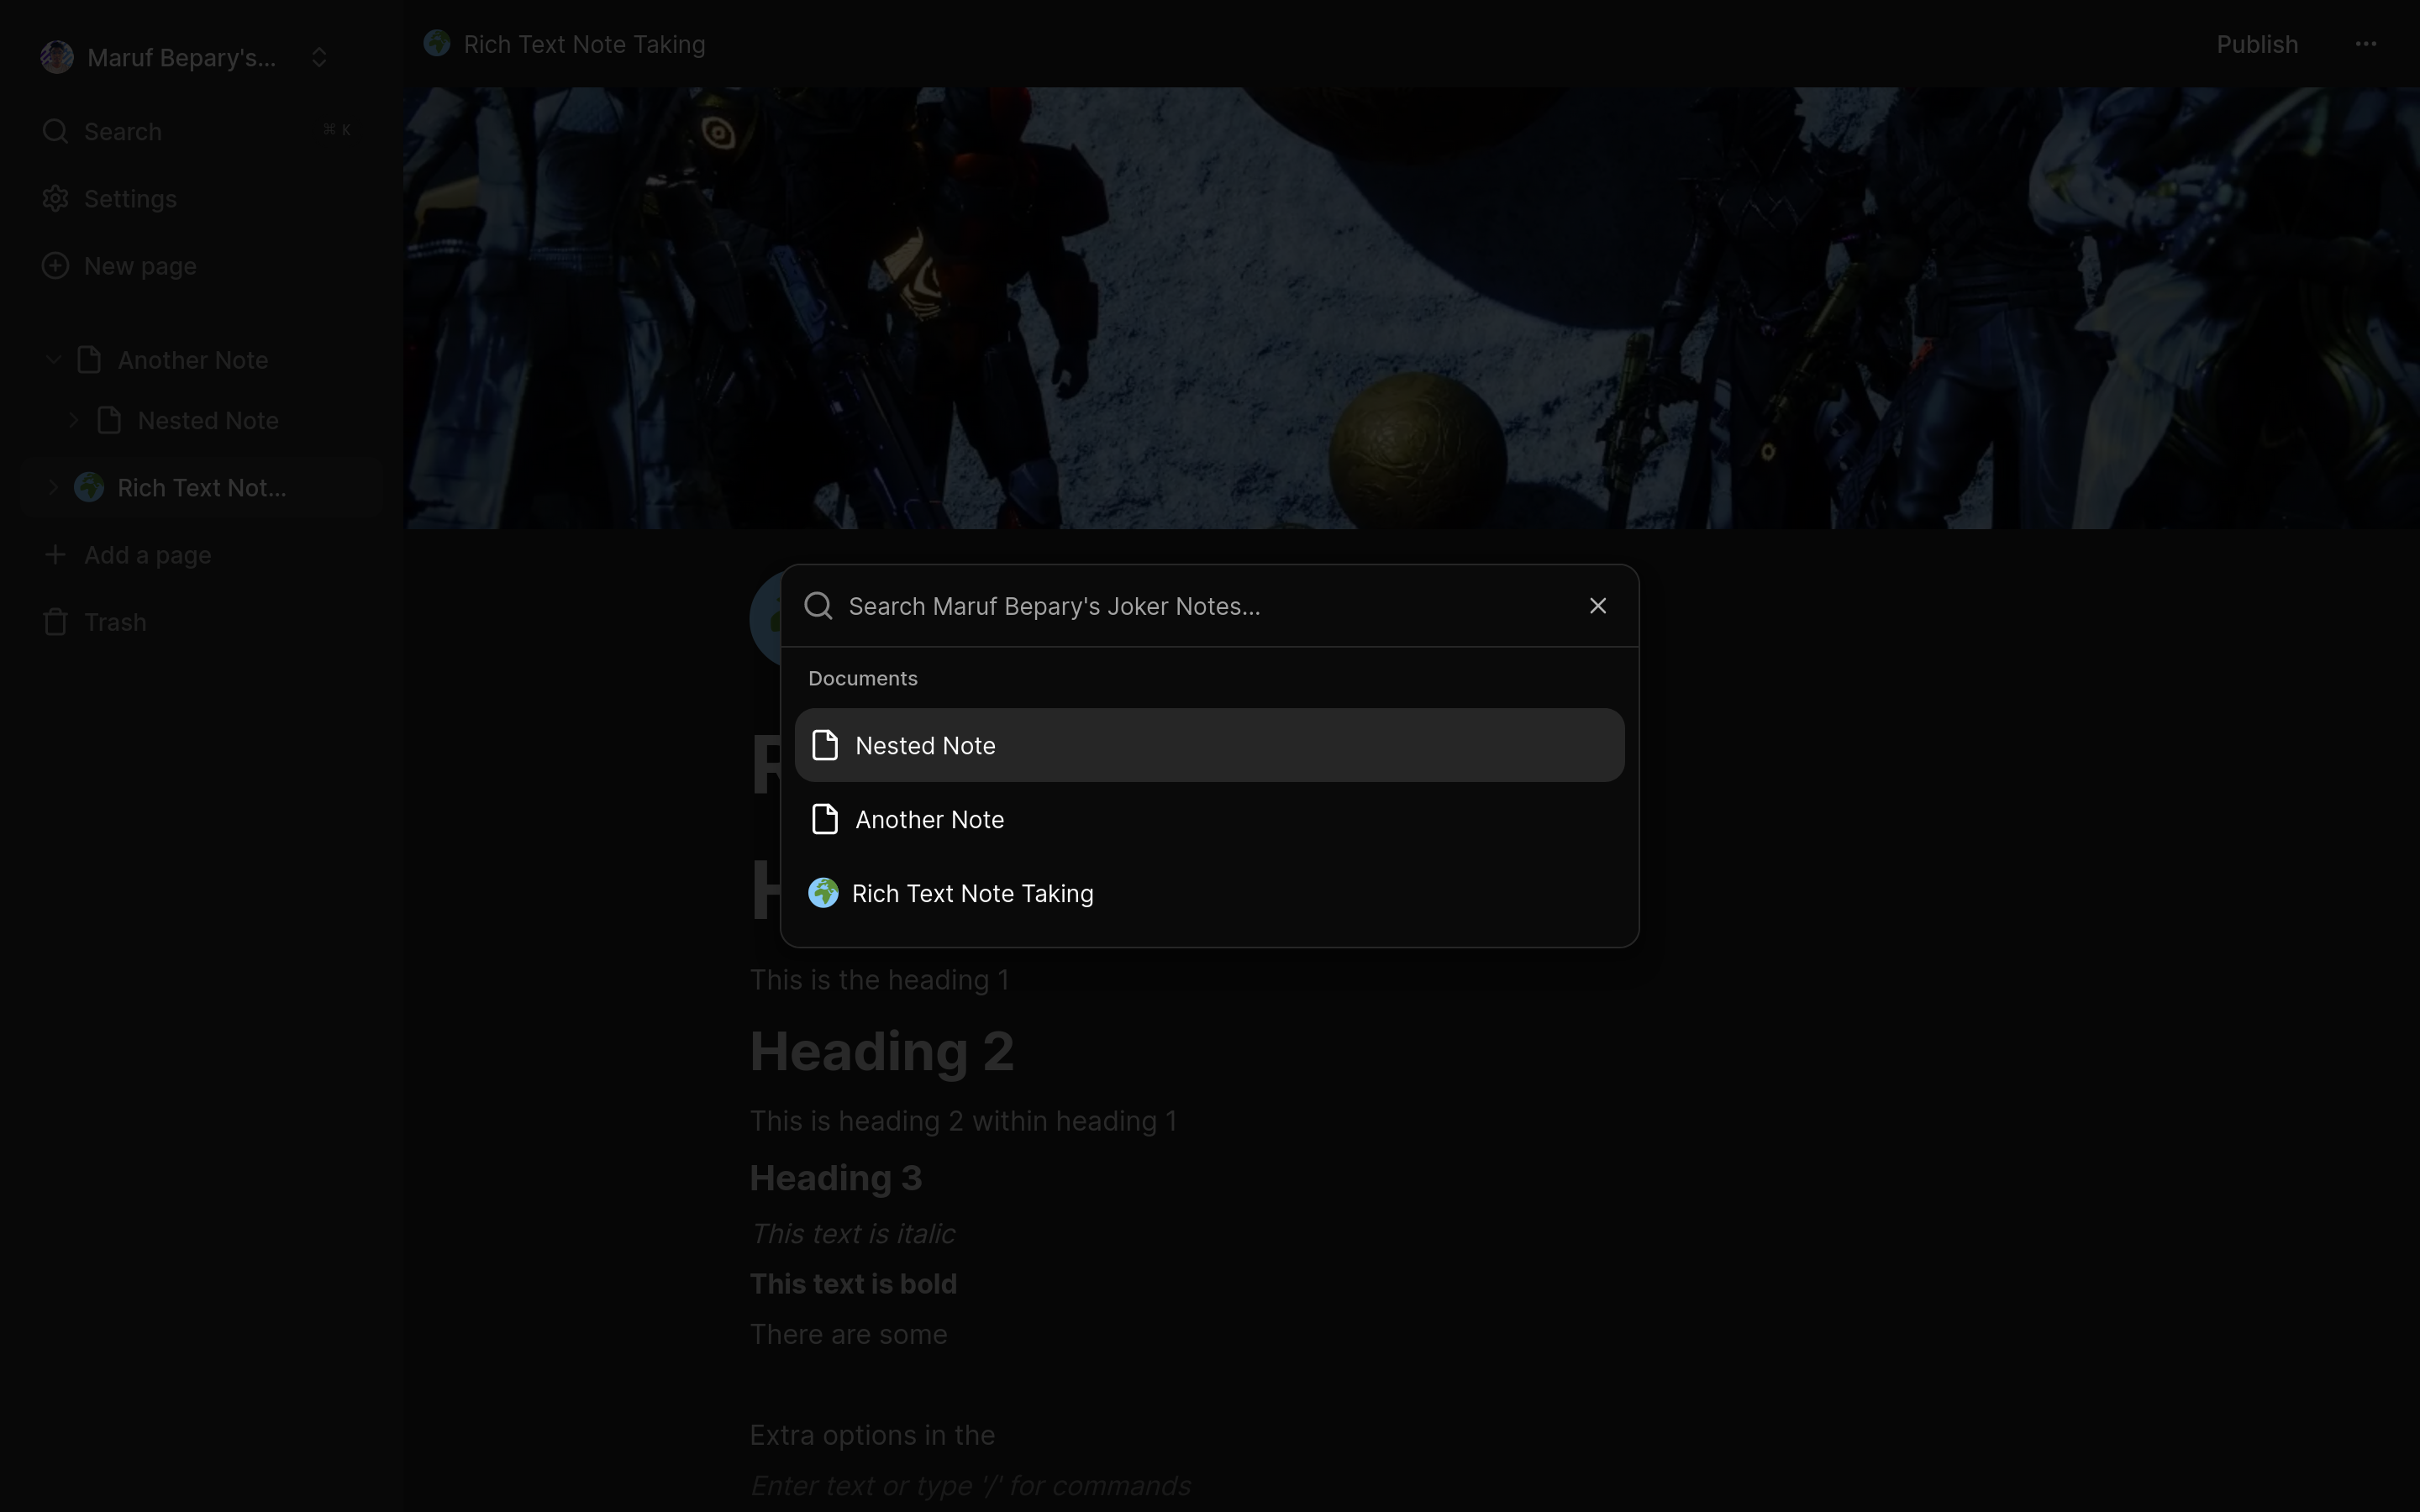 Maruf Bepary's...
Search ⌘ K
Settings
New page
Another Note
Nested Note
Rich Text Not...
Add a page
Trash
Rich Text Note Taking
Publish
Search Maruf Bepary's Joker Notes...
Documents
Nested Note
Another Note
Rich Text Note Taking
R
H
This is the heading 1
Heading 2
This is heading 2 within heading 1
Heading 3
This text is italic
This text is bold
There are some
Extra options in the
Enter text or type '/' for commands